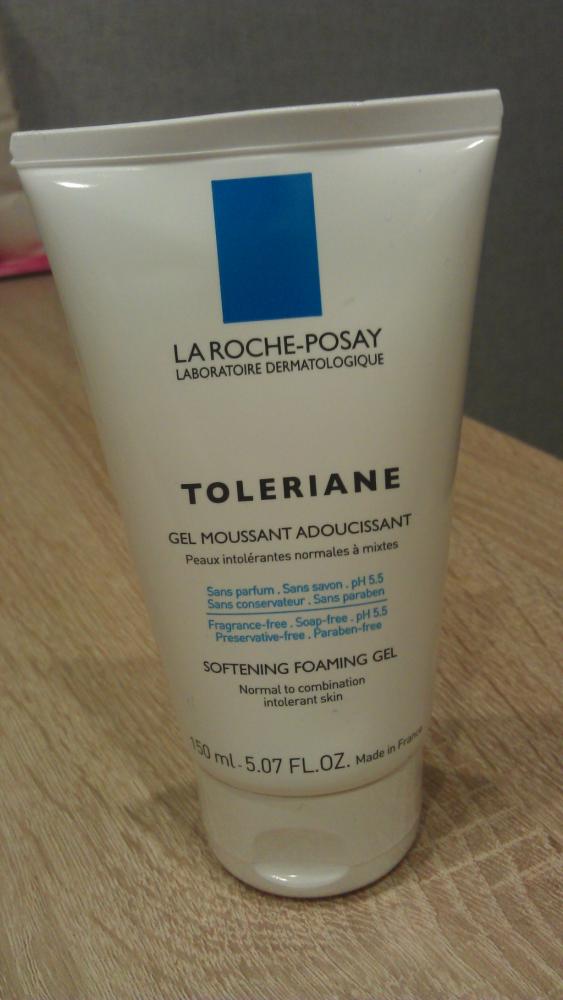 LA ROCHE-POSAY
LABORATOIRE DERMATOLOGIQUE
TOLERIANE
GEL MOUSSANT ADOUCISSANT
Peaux intolérantes normales à mixtes
Sans parfum . Sans savon . pH 5.5
Sans conservateur . Sans paraben
Fragrance-free . Soap-free . pH 5.5
Preservative-free . Paraben-free
SOFTENING FOAMING GEL
Normal to combination
intolerant skin
150 ml - 5.07 FL.OZ. Made in France